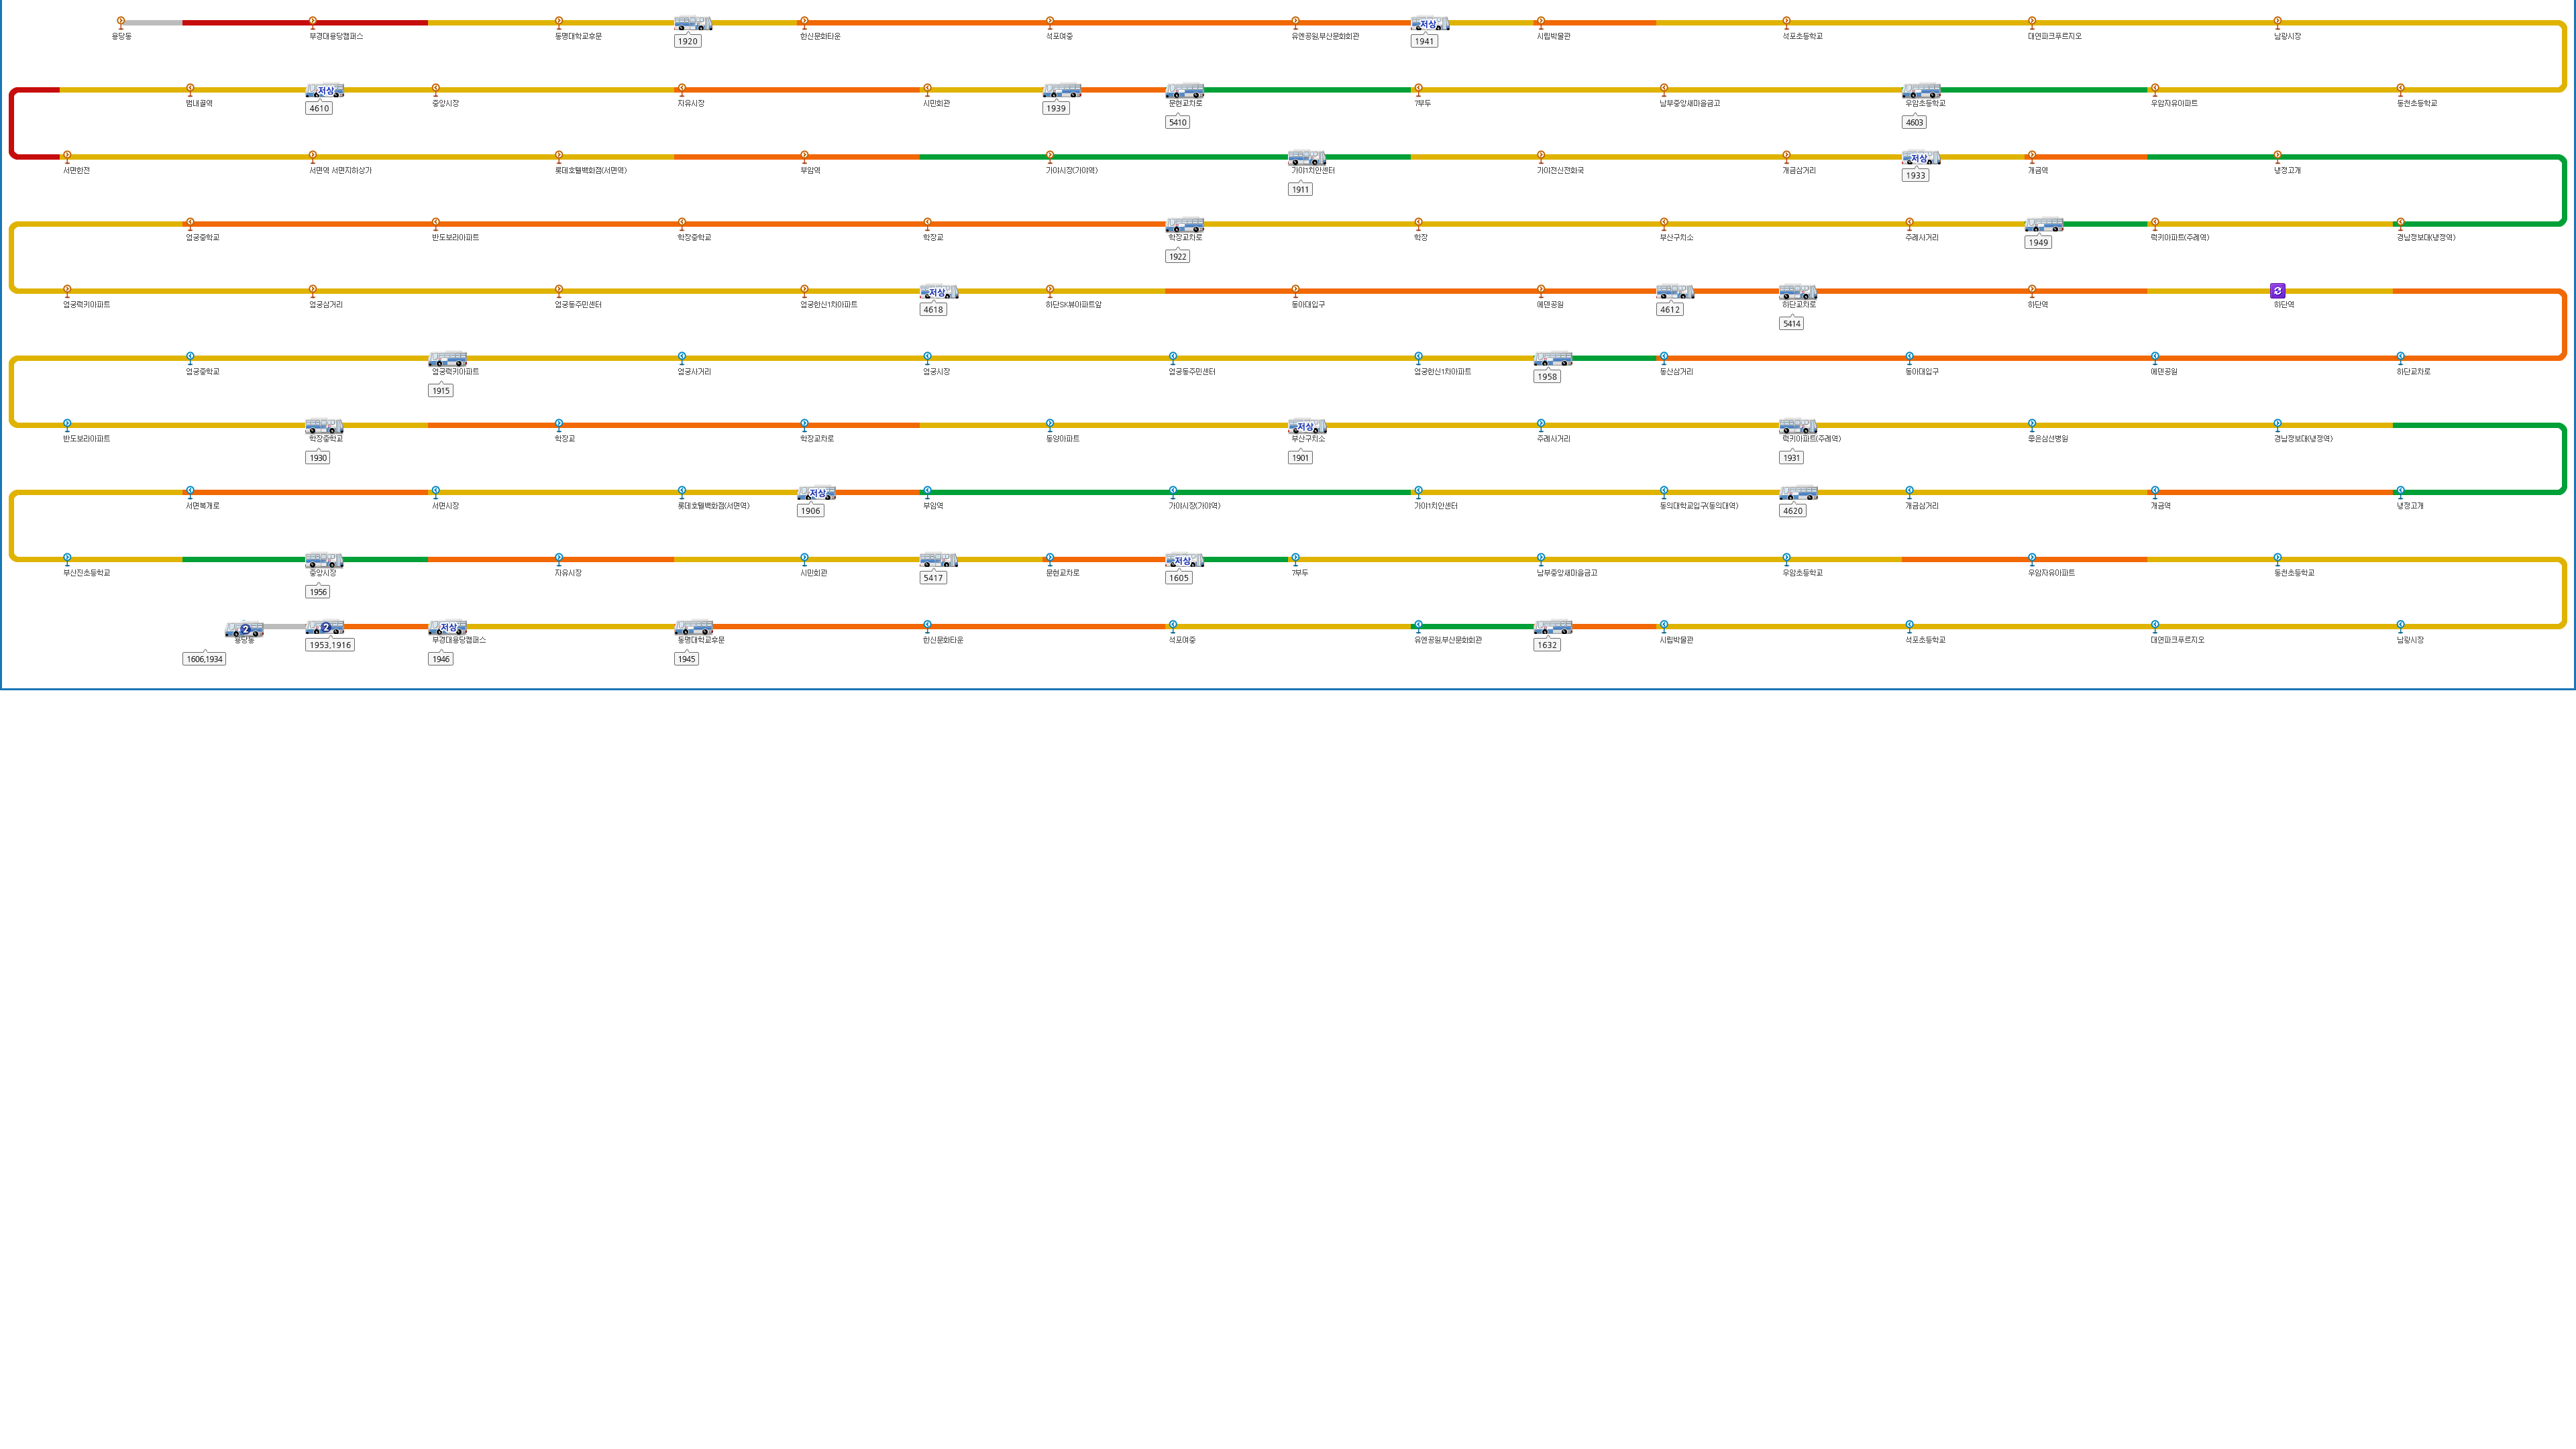 용당동 부경대용당캠퍼스 동명대학교후문 1920 한신문화타운 석포여중 유엔공원,부산문화회관 저상 1941 시립박물관 석포초등학교 대연파크푸르지오 남광시장
범내골역 저상 4610 중앙시장 자유시장 시민회관 1939 문현교차로 7부두 남부중앙새마을금고 우암초등학교 우암자유아파트 동천초등학교
5410 4603
서면한전 서면역 서면지하상가 롯데호텔백화점(서면역) 부암역 가야시장(가야역) 가야1치안센터 가야전신전화국 개금삼거리 저상 1933 개금역 냉정고개
1911
엄궁중학교 반도보라아파트 학장중학교 학장교 학장교차로 학장 부산구치소 주례사거리 1949 럭키아파트(주례역) 경남정보대(냉정역)
1922
엄궁럭키아파트 엄궁삼거리 엄궁동주민센터 엄궁한신1차아파트 저상 4618 하단SK뷰아파트앞 동아대입구 에덴공원 4612 하단교차로 하단역 하단역
5414
엄궁중학교 엄궁럭키아파트 엄궁사거리 엄궁시장 엄궁동주민센터 엄궁한신1차아파트 1958 동산삼거리 동아대입구 에덴공원 하단교차로
1915
반도보라아파트 학장중학교 학장교 학장교차로 동양아파트 저상 부산구치소 주례사거리 럭키아파트(주례역) 좋은삼선병원 경남정보대(냉정역)
1930 1901 1931
서면복개로 서면시장 롯데호텔백화점(서면역) 저상 1906 부암역 가야시장(가야역) 가야1치안센터 동의대학교입구(동의대역) 4620 개금삼거리 개금역 냉정고개
부산진초등학교 중앙시장 자유시장 시민회관 5417 문현교차로 저상 1605 7부두 남부중앙새마을금고 우암초등학교 우암자유아파트 동천초등학교
1956
2 용당동 2 1953,1916 저상 부경대용당캠퍼스 동명대학교후문 한신문화타운 석포여중 유엔공원,부산문화회관 1632 시립박물관 석포초등학교 대연파크푸르지오 남광시장
1606,1934 1946 1945